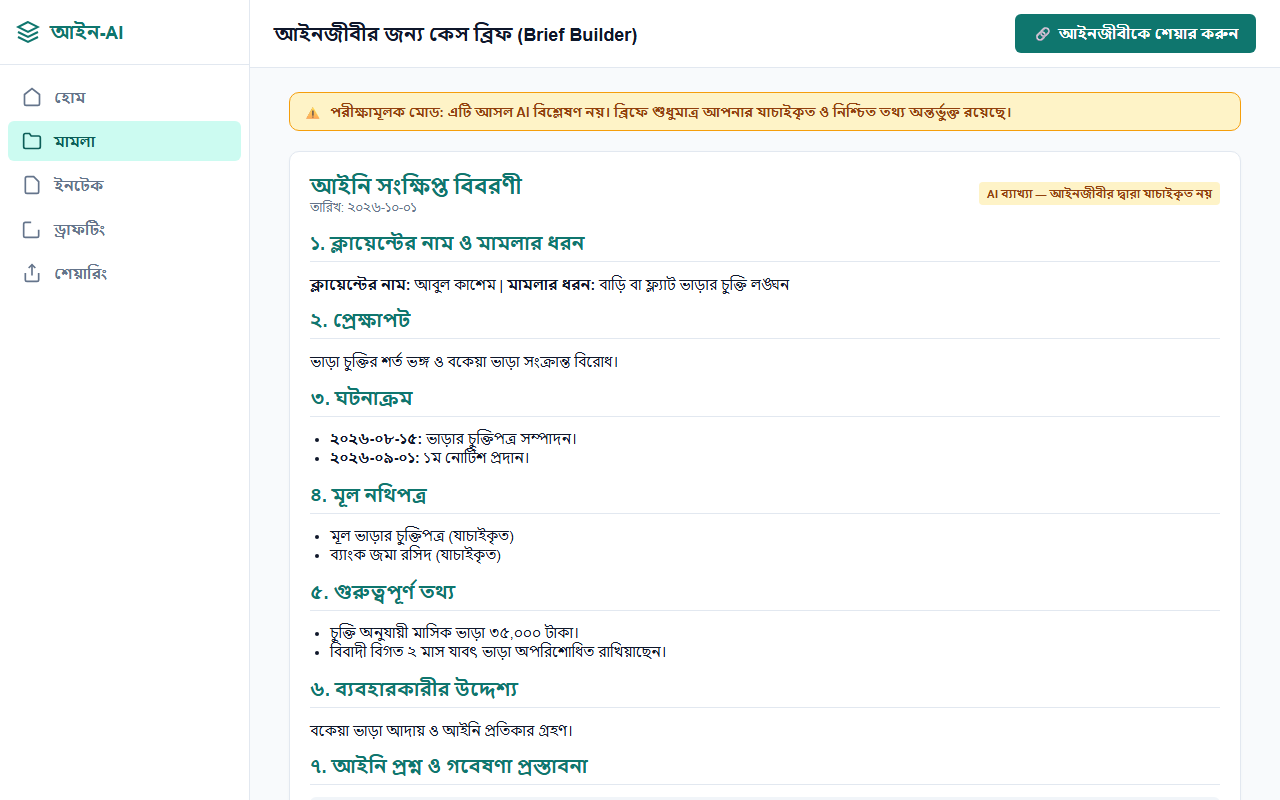 আইন-AI
হোম
মামলা
ইনটেক
ড্রাফটিং
শেয়ারিং
আইনজীবীর জন্য কেস ব্রিফ (Brief Builder)
আইনজীবীকে শেয়ার করুন
পরীক্ষামূলক মোড: এটি আসল AI বিশ্লেষণ নয়। ব্রিফে শুধুমাত্র আপনার যাচাইকৃত ও নিশ্চিত তথ্য অন্তর্ভুক্ত রয়েছে।
আইনি সংক্ষিপ্ত বিবরণী
তারিখ: ২০২৬-১০-০১
AI ব্যাখ্যা — আইনজীবীর দ্বারা যাচাইকৃত নয়
১. ক্লায়েন্টের নাম ও মামলার ধরন
ক্লায়েন্টের নাম: আবুল কাশেম | মামলার ধরন: বাড়ি বা ফ্ল্যাট ভাড়ার চুক্তি লঙ্ঘন
২. প্রেক্ষাপট
ভাড়া চুক্তির শর্ত ভঙ্গ ও বকেয়া ভাড়া সংক্রান্ত বিরোধ।
৩. ঘটনাক্রম
• ২০২৬-০৮-১৫: ভাড়ার চুক্তিপত্র সম্পাদন।
• ২০২৬-০৯-০১: ১ম নোটিশ প্রদান।
৪. মূল নথিপত্র
• মূল ভাড়ার চুক্তিপত্র (যাচাইকৃত)
• ব্যাংক জমা রসিদ (যাচাইকৃত)
৫. গুরুত্বপূর্ণ তথ্য
• চুক্তি অনুযায়ী মাসিক ভাড়া ৩৫,০০০ টাকা।
• বিবাদী বিগত ২ মাস যাবৎ ভাড়া অপরিশোধিত রাখিয়াছেন।
৬. ব্যবহারকারীর উদ্দেশ্য
বকেয়া ভাড়া আদায় ও আইনি প্রতিকার গ্রহণ।
৭. আইনি প্রশ্ন ও গবেষণা প্রস্তাবনা